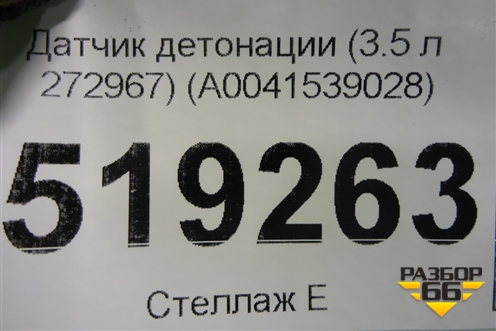 Датчик детонации (3.5 л
272967) (A0041539028)
519263
Стеллаж Е
РАЗБОР
66